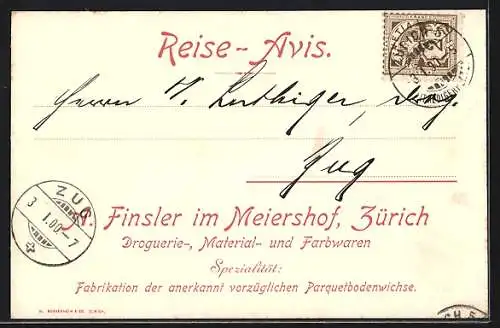 Reise-Avis.
Herrn J. Luthiger, Drog.
Zug
A. Finsler im Meiershof, Zürich
Droguerie-, Material- und Farbwaren
Spezialität:
Fabrikation der anerkannt vorzüglichen Parquetbodenwichse.
ZUG.
3. I. 00-7